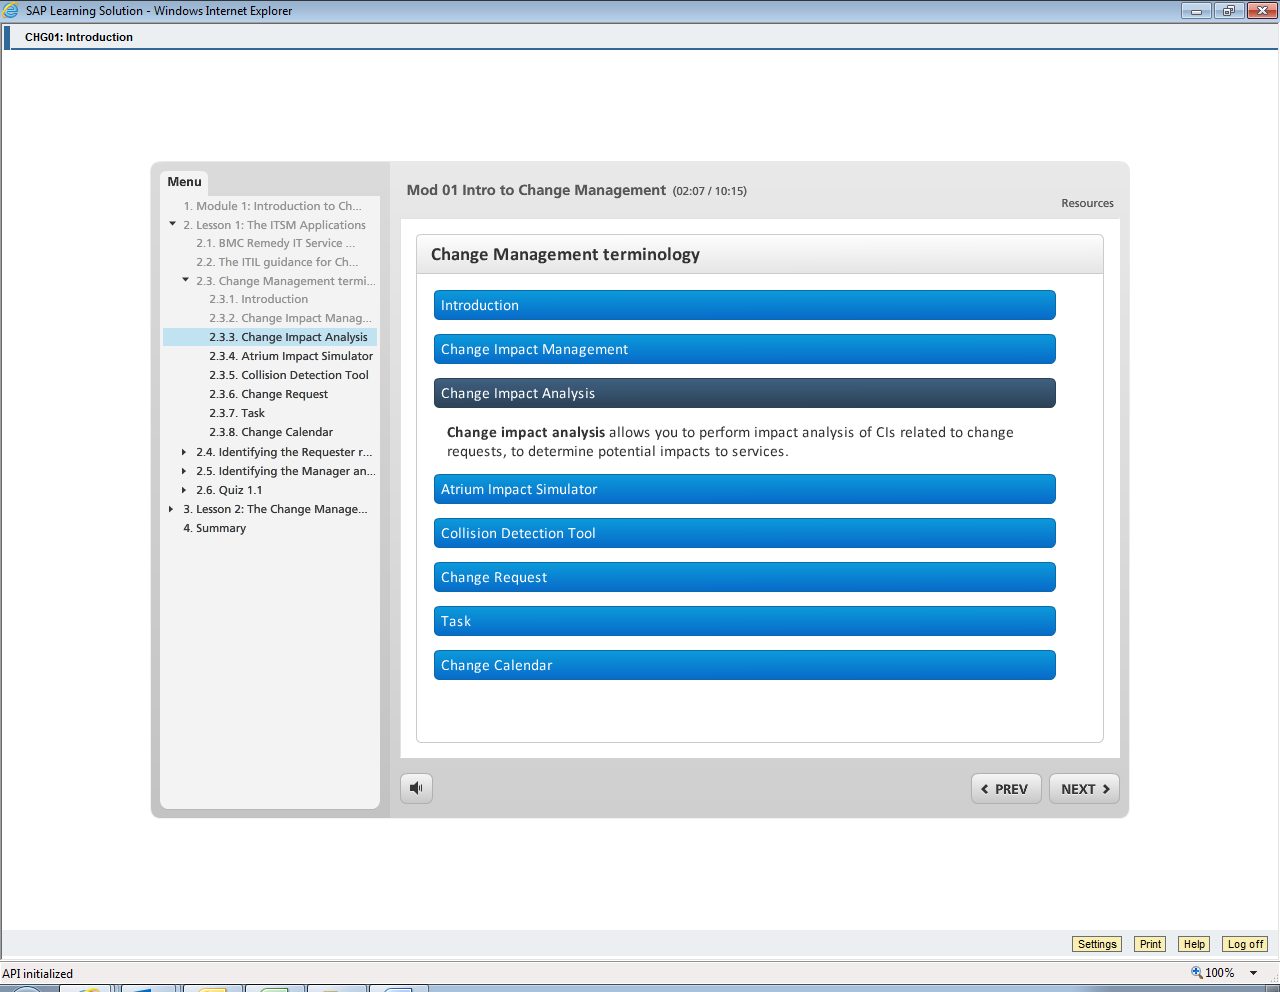 SAP Learning Solution - Windows Internet Explorer
CHG01: Introduction
Menu
1. Module 1: Introduction to Ch...
2. Lesson 1: The ITSM Applications
2.1. BMC Remedy IT Service ...
2.2. The ITIL guidance for Ch...
2.3. Change Management termi...
2.3.1. Introduction
2.3.2. Change Impact Manag...
2.3.3. Change Impact Analysis
2.3.4. Atrium Impact Simulator
2.3.5. Collision Detection Tool
2.3.6. Change Request
2.3.7. Task
2.3.8. Change Calendar
2.4. Identifying the Requester r...
2.5. Identifying the Manager an...
2.6. Quiz 1.1
3. Lesson 2: The Change Manage...
4. Summary
Mod 01 Intro to Change Management (02:07 / 10:15)
Resources
Change Management terminology
Introduction
Change Impact Management
Change Impact Analysis
Change impact analysis allows you to perform impact analysis of CIs related to change
requests, to determine potential impacts to services.
Atrium Impact Simulator
Collision Detection Tool
Change Request
Task
Change Calendar
PREV
NEXT
Settings
Print
Help
Log off
API initialized
100%